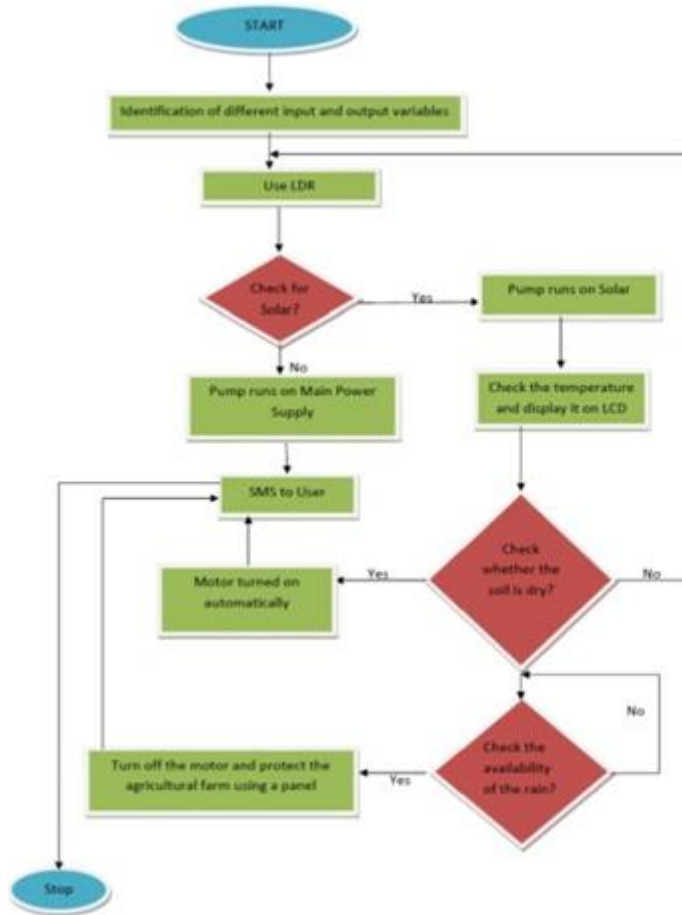 START
Identification of different input and output variables
Use LDR
Check for
Solar?
Yes
Pump runs on Solar
No
Pump runs on Main Power
Supply
Check the temperature
and display it on LCD
SMS to User
Check
whether the
soil is dry?
Yes
No
Motor turned on
automatically
No
Check the
availability
of the rain?
Yes
Turn off the motor and protect the
agricultural farm using a panel
Stop